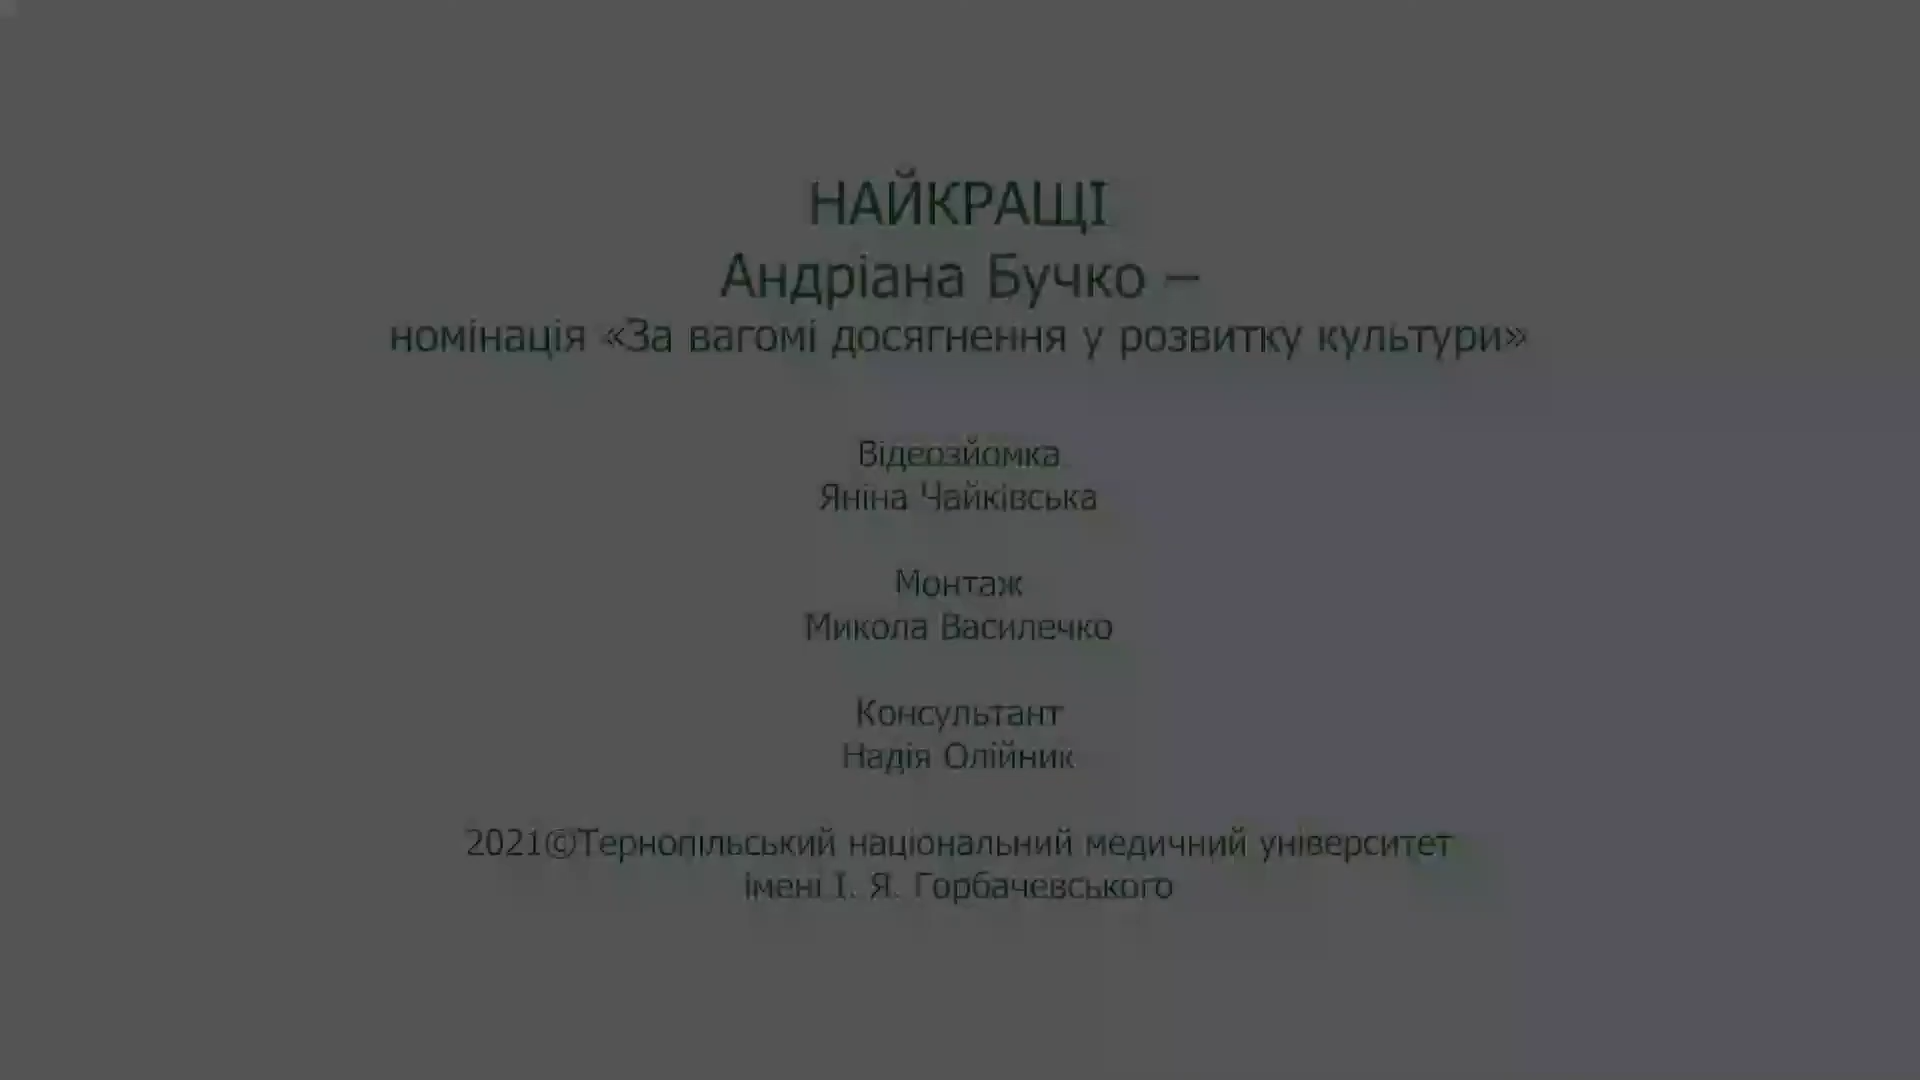 НАЙКРАЩІ
Андріана Бучко –
номінація «За вагомі досягнення у розвитку культури»
Відеозйомка
Яніна Чайківська
Монтаж
Микола Василечко
Консультант
Надія Олійник
2021©Тернопільський національний медичний університет
імені І. Я. Горбачевського